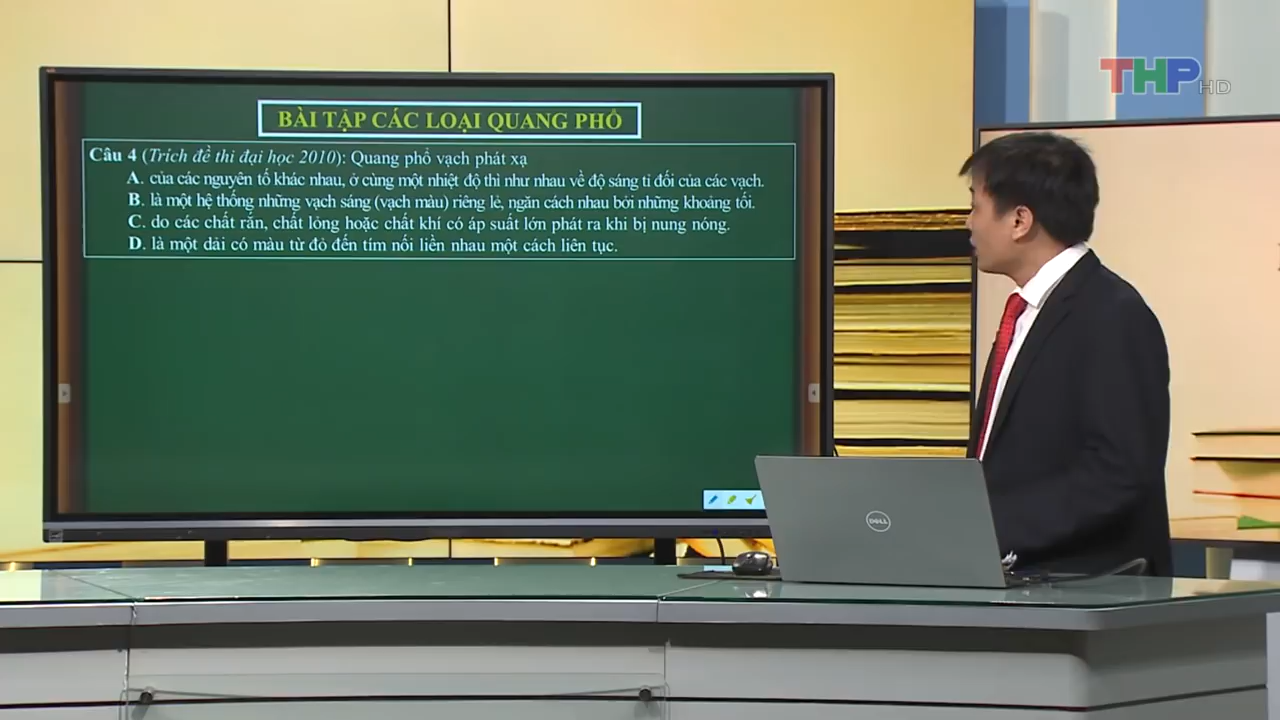 THP HD
BÀI TẬP CÁC LOẠI QUANG PHỔ
Câu 4 (Trích đề thi đại học 2010): Quang phổ vạch phát xạ
A. của các nguyên tố khác nhau, ở cùng một nhiệt độ thì như nhau về độ sáng tỉ đối của các vạch.
B. là một hệ thống những vạch sáng (vạch màu) riêng lẻ, ngăn cách nhau bởi những khoảng tối.
C. do các chất rắn, chất lỏng hoặc chất khí có áp suất lớn phát ra khi bị nung nóng.
D. là một dải có màu từ đỏ đến tím nối liền nhau một cách liên tục.
DELL